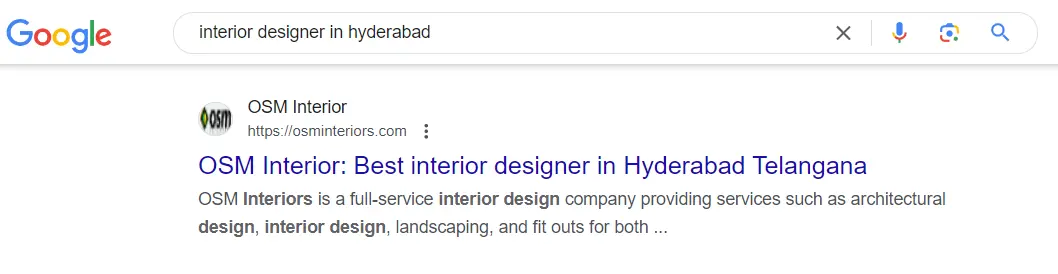 Google interior designer in hyderabad
osm OSM Interior
https://osminteriors.com
OSM Interior: Best interior designer in Hyderabad Telangana
OSM Interiors is a full-service interior design company providing services such as architectural
design, interior design, landscaping, and fit outs for both ...